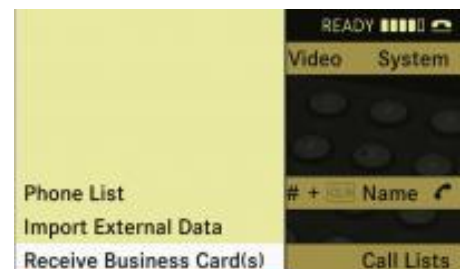 READY
Video System
Phone List
# + Name
Import External Data
Receive Business Card(s)
Call Lists